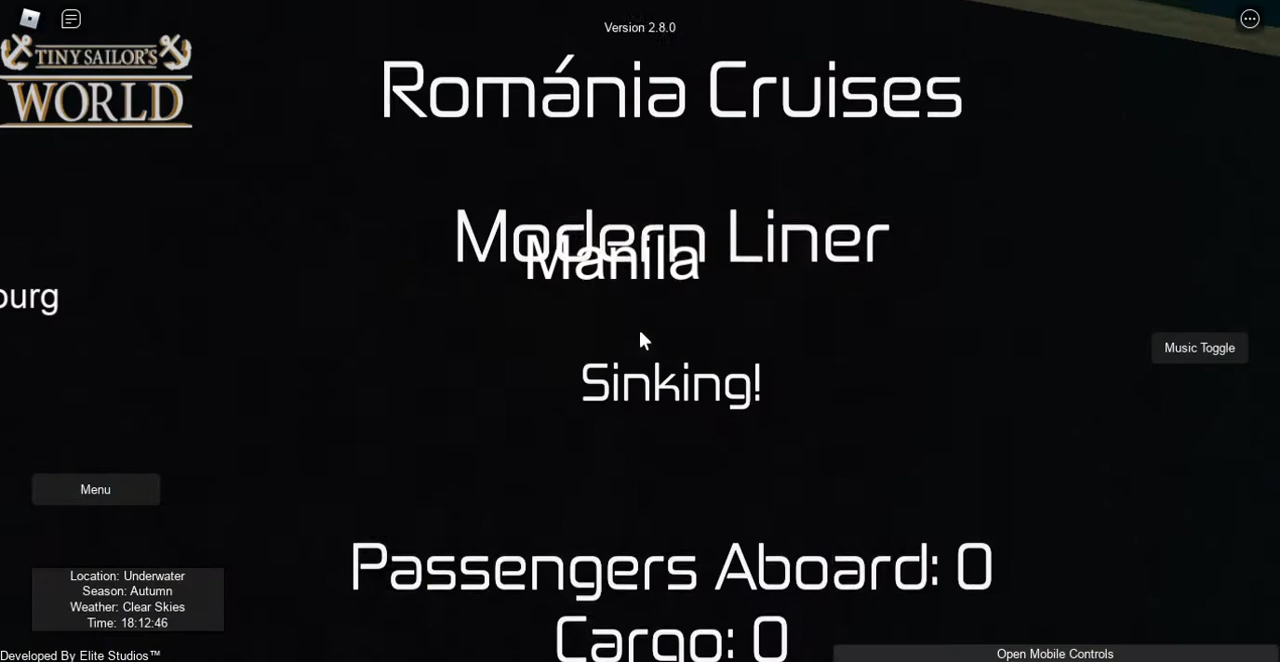 Version 2.8.0
TINY SAILOR'S
WORLD
Románia Cruises
Modern Liner
Manila
ourg
Music Toggle
Sinking!
Menu
Passengers Aboard: 0
Location: Underwater
Season: Autumn
Weather: Clear Skies
Time: 18:12:46
Cargo: 0
Developed By Elite Studios™
Open Mobile Controls